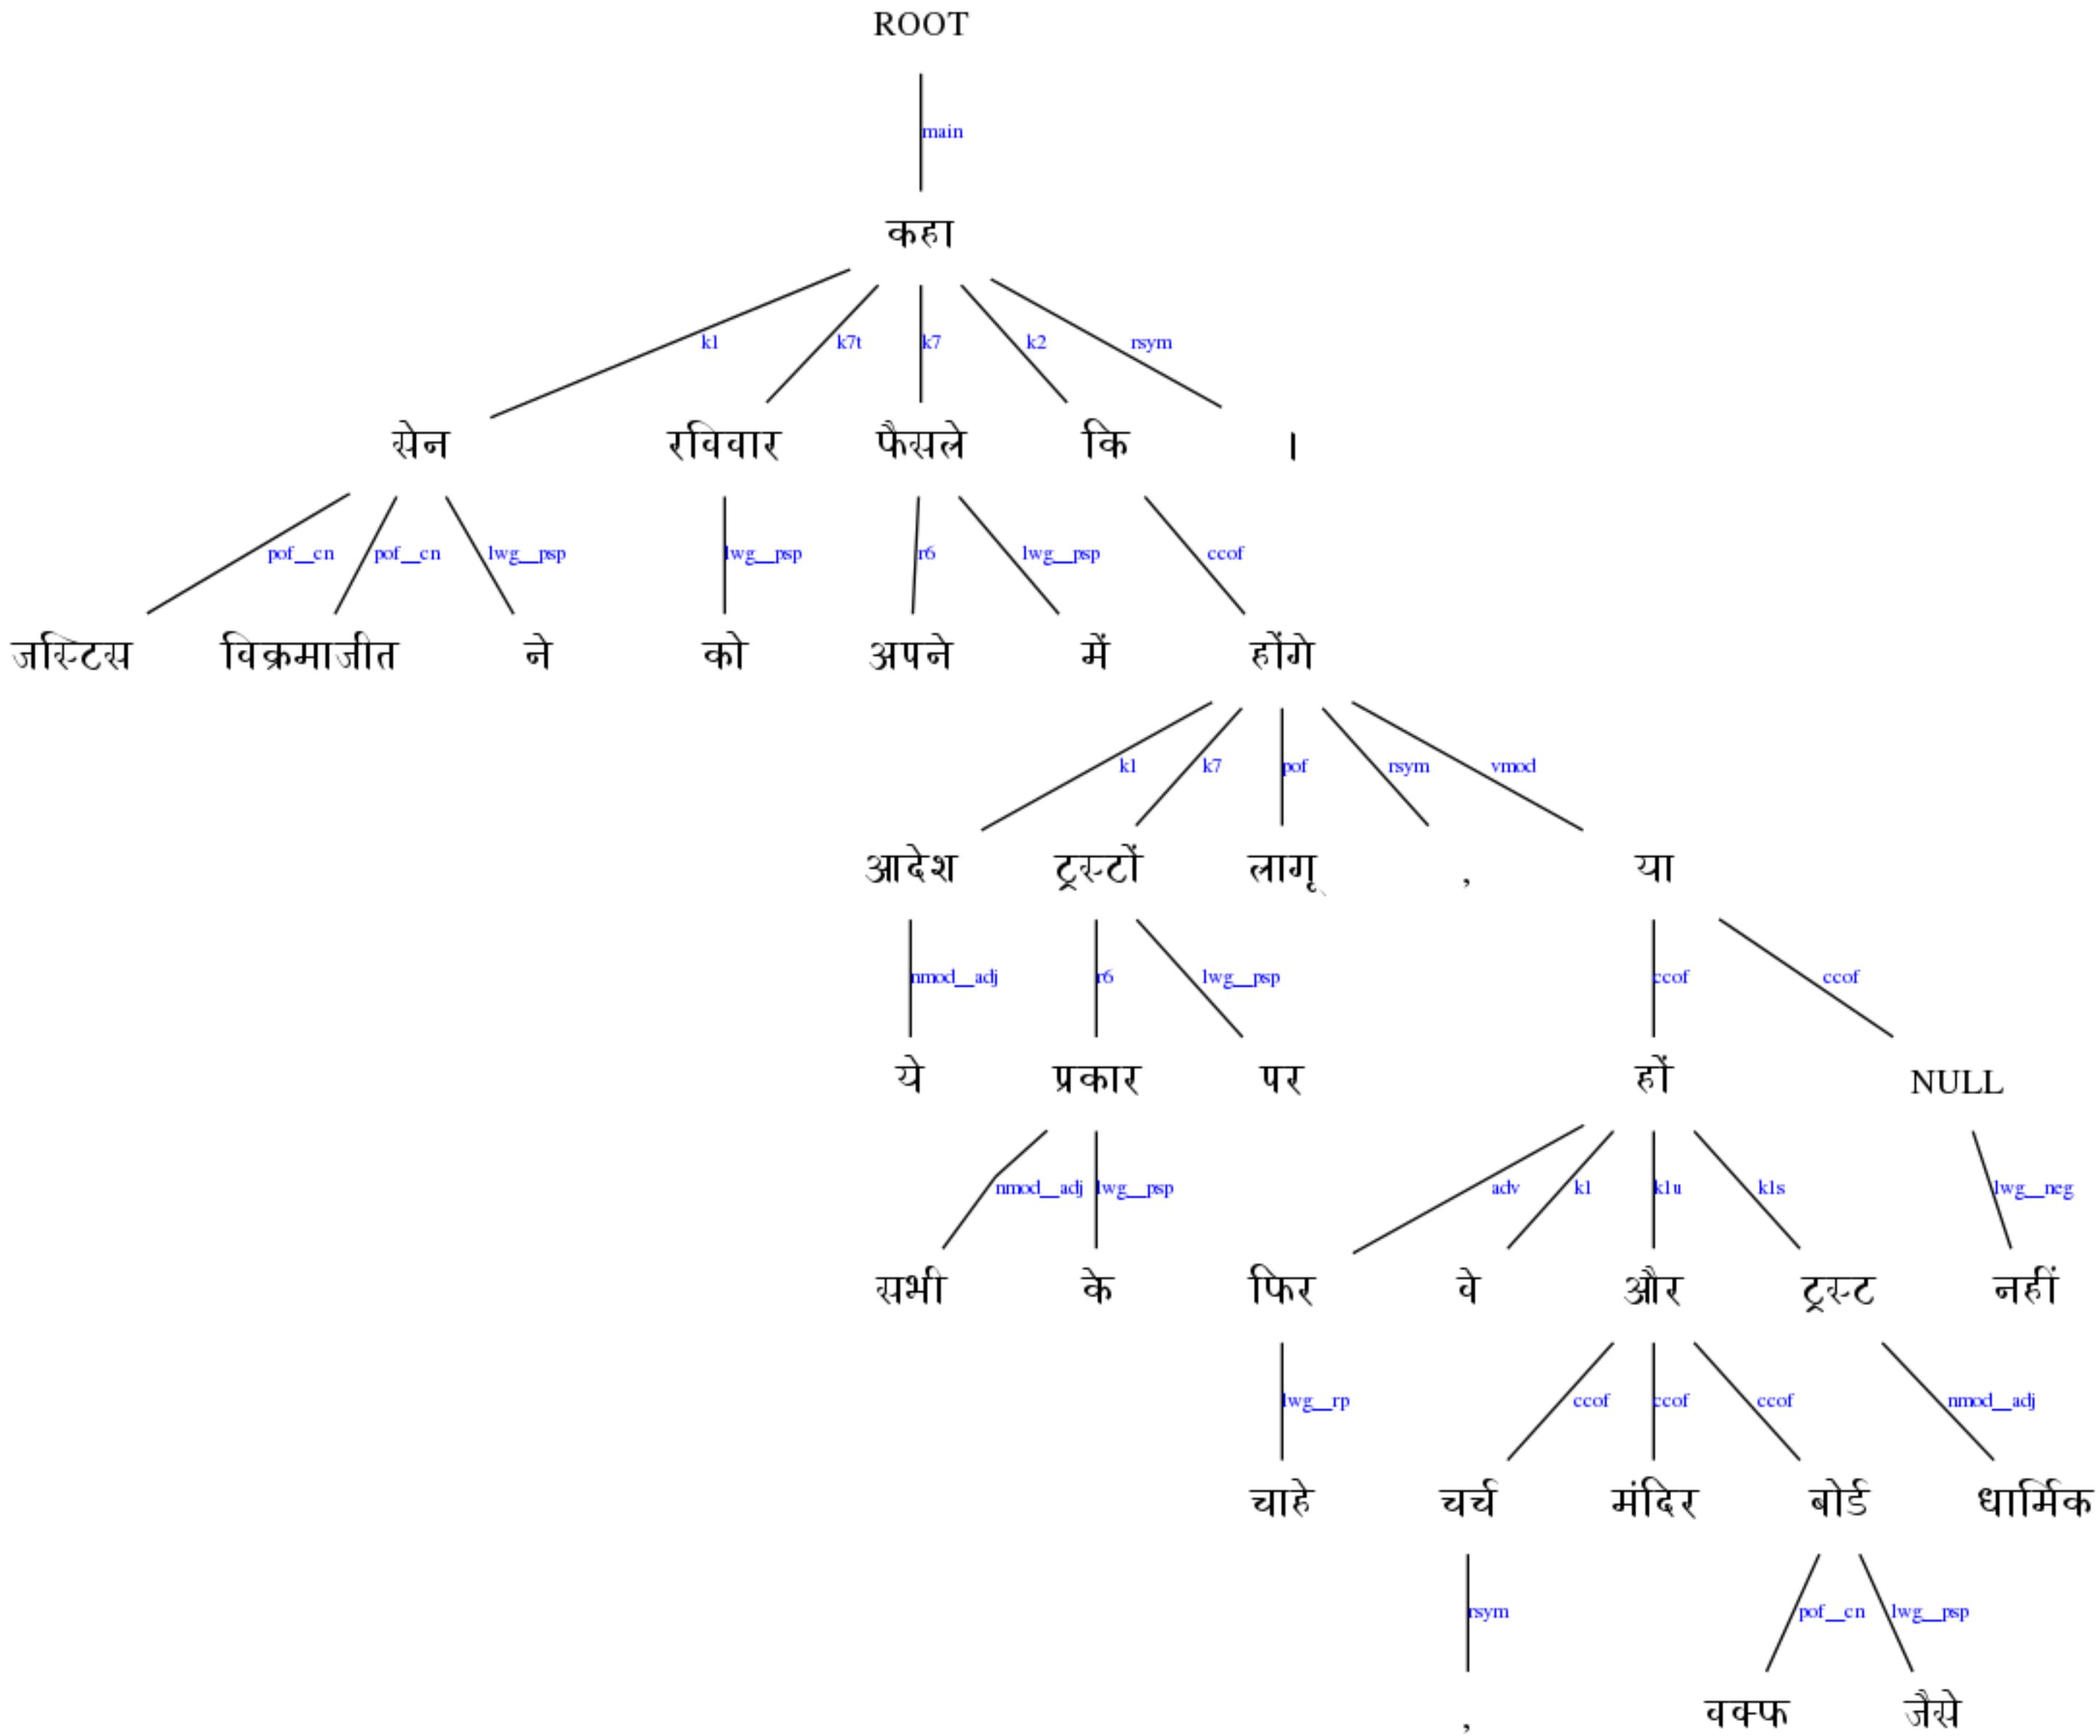 ROOT
main
कहा
k1 k7t k7 k2 rsym
सेन रविवार फैसले कि ।
pof__cn pof__cn lwg__psp lwg__psp r6 lwg__psp ccof
जस्टिस विक्रमाजीत ने को अपने में होंगे
k1 k7 pof rsym vmod
आदेश ट्रस्टों लागू , या
nmod__adj r6 lwg__psp ccof ccof
ये प्रकार पर हों NULL
nmod__adj lwg__psp adv k1 k1u k1s lwg__neg
सभी के फिर वे और ट्रस्ट नहीं
lwg__rp ccof ccof ccof nmod__adj
चाहे चर्च मंदिर बोर्ड धार्मिक
rsym pof__cn lwg__psp
, वक्फ जैसे